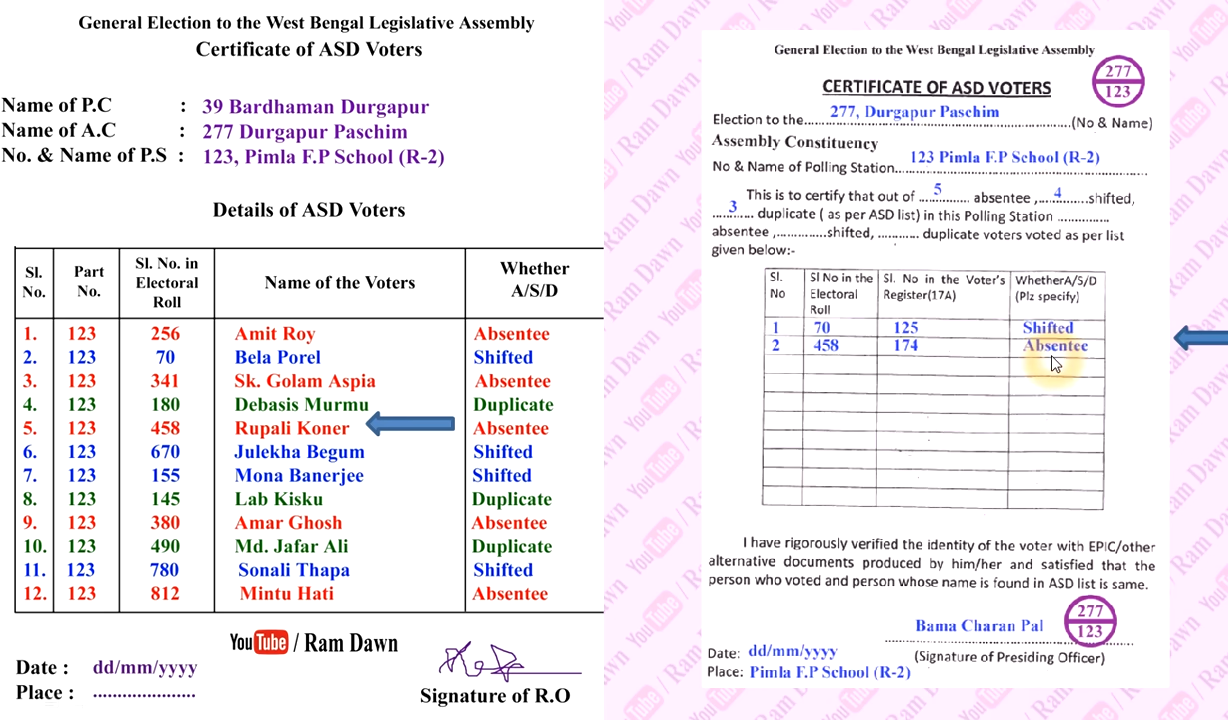 General Election to the West Bengal Legislative Assembly
Certificate of ASD Voters
Name of P.C : 39 Bardhaman Durgapur
Name of A.C : 277 Durgapur Paschim
No. & Name of P.S : 123, Pimla F.P School (R-2)
Details of ASD Voters
Sl. No. Part No. Sl. No. in Electoral Roll Name of the Voters Whether A/S/D
1. 123 256 Amit Roy Absentee
2. 123 70 Bela Porel Shifted
3. 123 341 Sk. Golam Aspia Absentee
4. 123 180 Debasis Murmu Duplicate
5. 123 458 Rupali Koner Absentee
6. 123 670 Julekha Begum Shifted
7. 123 155 Mona Banerjee Shifted
8. 123 145 Lab Kisku Duplicate
9. 123 380 Amar Ghosh Absentee
10. 123 490 Md. Jafar Ali Duplicate
11. 123 780 Sonali Thapa Shifted
12. 123 812 Mintu Hati Absentee
YouTube / Ram Dawn
Date : dd/mm/yyyy
Place : .....................
Signature of R.O
General Election to the West Bengal Legislative Assembly
277
123
CERTIFICATE OF ASD VOTERS
Election to the....277, Durgapur Paschim....(No & Name)
Assembly Constituency
No & Name of Polling Station....123 Pimla F.P School (R-2)
This is to certify that out of ..5.. absentee ,..4..shifted,
..3.. duplicate ( as per ASD list) in this Polling Station ..............
absentee ,..............shifted, ........... duplicate voters voted as per list
given below:-
Sl. No Sl No in the Electoral Roll Sl. No in the Voter's Register(17A) WhetherA/S/D (Plz specify)
1 70 125 Shifted
2 458 174 Absentee
I have rigorously verified the identity of the voter with EPIC/other
alternative documents produced by him/her and satisfied that the
person who voted and person whose name is found in ASD list is same.
Bama Charan Pal
277
123
(Signature of Presiding Officer)
Date: dd/mm/yyyy
Place: Pimla F.P School (R-2)